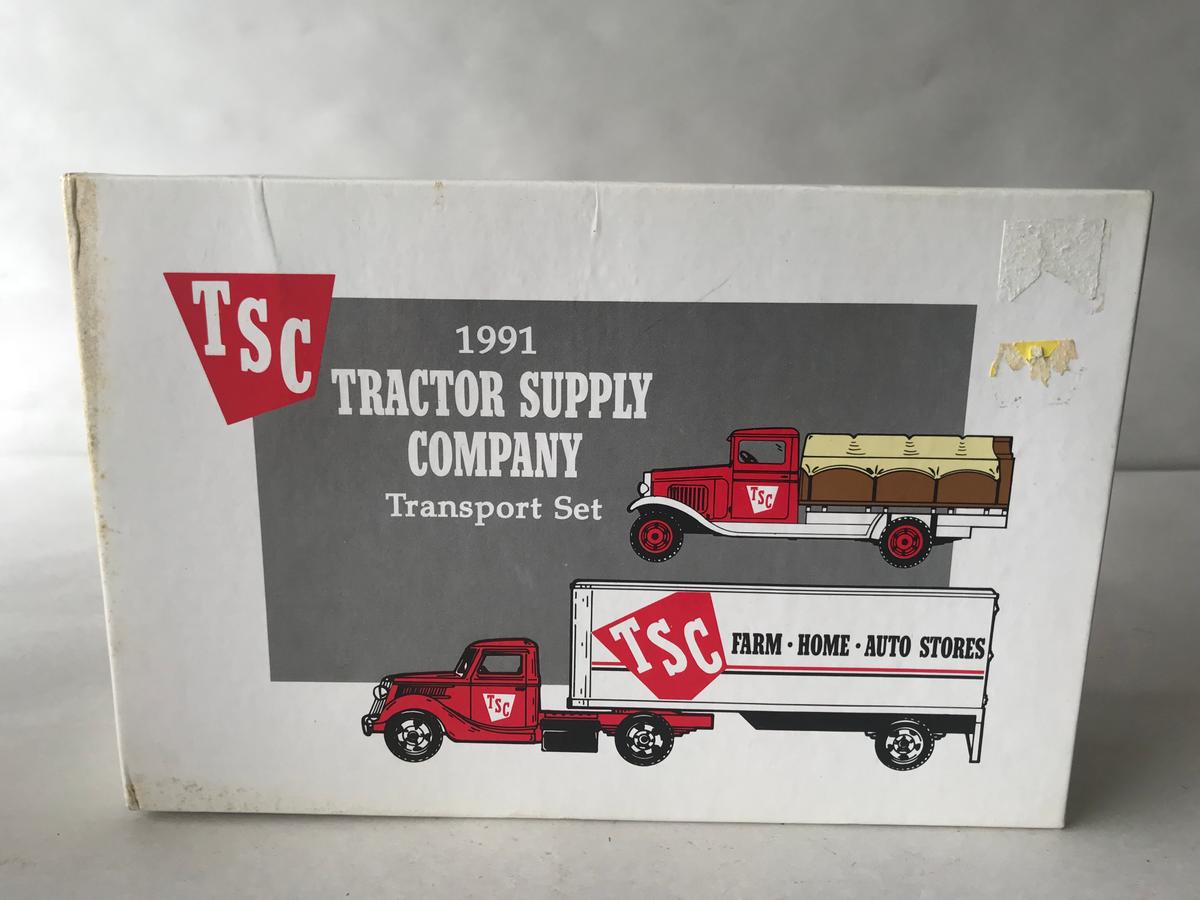 TSC
1991
TRACTOR SUPPLY
COMPANY
Transport Set
TSC
TSC
FARM · HOME · AUTO STORES
TSC